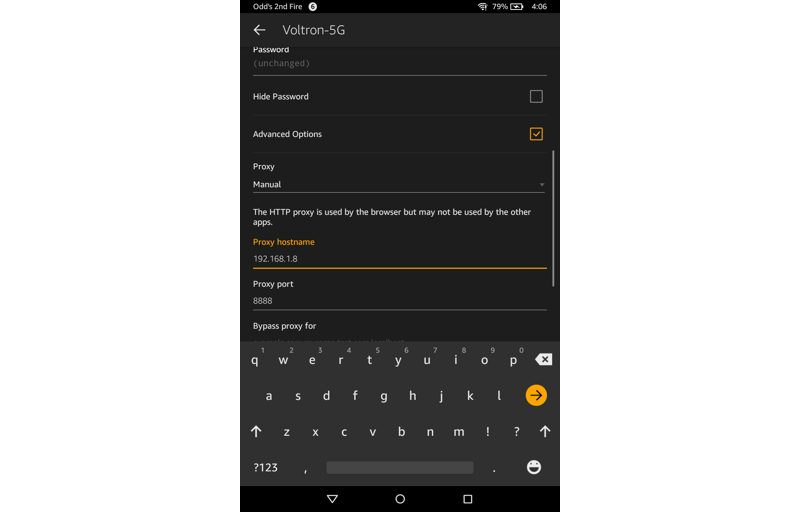 Odd's 2nd Fire 6 79% 4:06
Voltron-5G
Password
(unchanged)
Hide Password
Advanced Options
Proxy
Manual
The HTTP proxy is used by the browser but may not be used by the other
apps.
Proxy hostname
192.168.1.8
Proxy port
8888
Bypass proxy for
1 2 3 4 5 6 7 8 9 0
q w e r t y u i o p
a s d f g h j k l
z x c v b n m ! ?
?123 , .